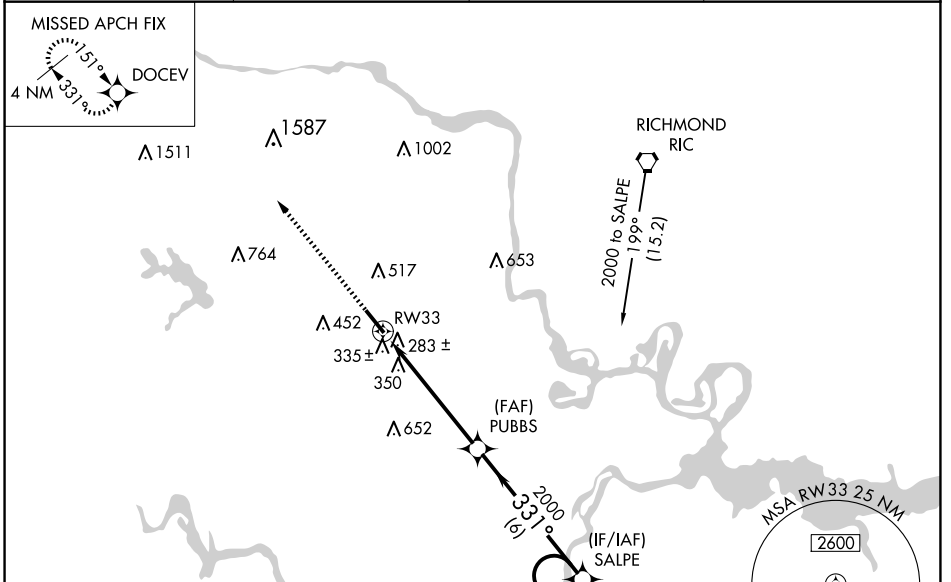 MISSED APCH FIX
151°
DOCEV
4 NM
331°
1587
1511
1002
RICHMOND
RIC
2000 to SALPE
199°
(15.2)
764
517
653
452
RW33
335 ±
283 ±
350
(FAF)
PUBBS
652
2000
331°
(6)
(IF/IAF)
SALPE
MSA RW33 25 NM
2600